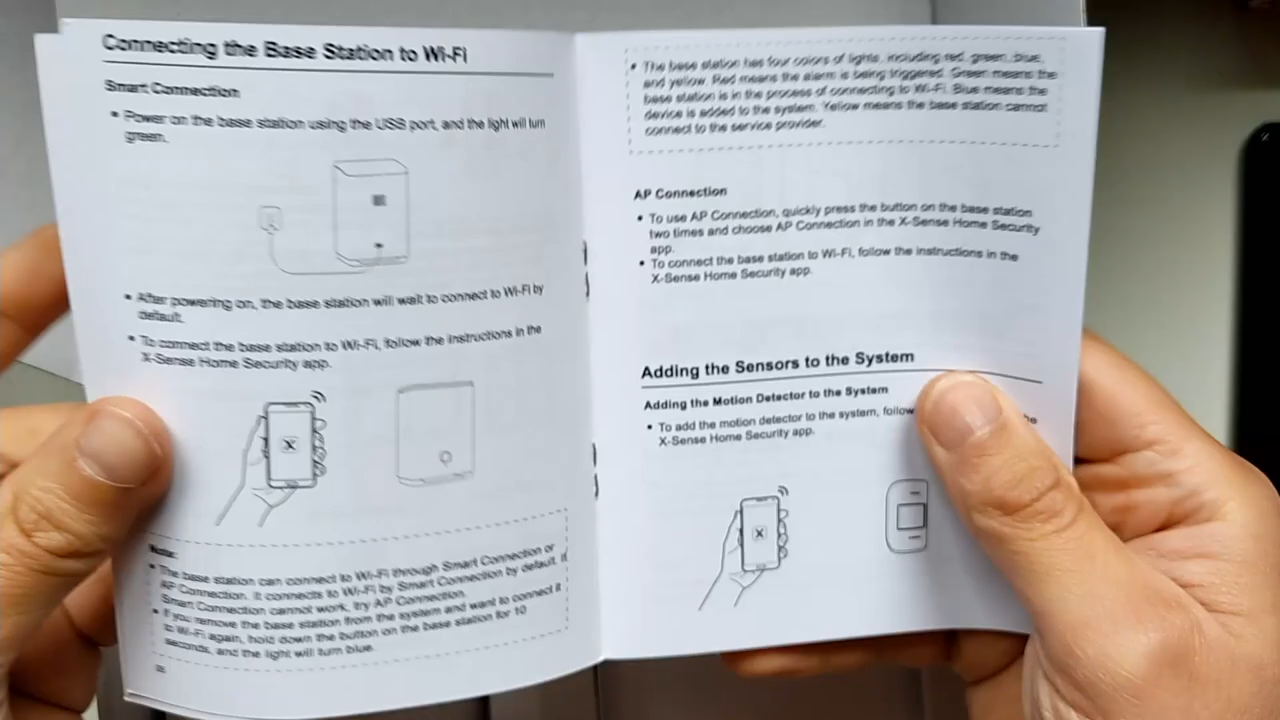 Connecting the Base Station to Wi-Fi
Smart Connection
• Power on the base station using the USB port, and the light will turn
green.
• After powering on, the base station will wait to connect to Wi-Fi by
default.
• To connect the base station to Wi-Fi, follow the instructions in the
X-Sense Home Security app.
X
Note:
• The base station can connect to Wi-Fi through Smart Connection or
AP Connection. It connects to Wi-Fi by Smart Connection by default. If
Smart Connection cannot work, try AP Connection.
• If you remove the base station from the system and want to connect it
to Wi-Fi again, hold down the button on the base station for 10
seconds, and the light will turn blue.
• The base station has four colors of lights, including red, green, blue,
and yellow. Red means the alarm is being triggered. Green means the
base station is in the process of connecting to Wi-Fi. Blue means the
device is added to the system. Yellow means the base station cannot
connect to the service provider.
AP Connection
• To use AP Connection, quickly press the button on the base station
two times and choose AP Connection in the X-Sense Home Security
app.
• To connect the base station to Wi-Fi, follow the instructions in the
X-Sense Home Security app.
Adding the Sensors to the System
Adding the Motion Detector to the System
• To add the motion detector to the system, follow
X-Sense Home Security app.
X